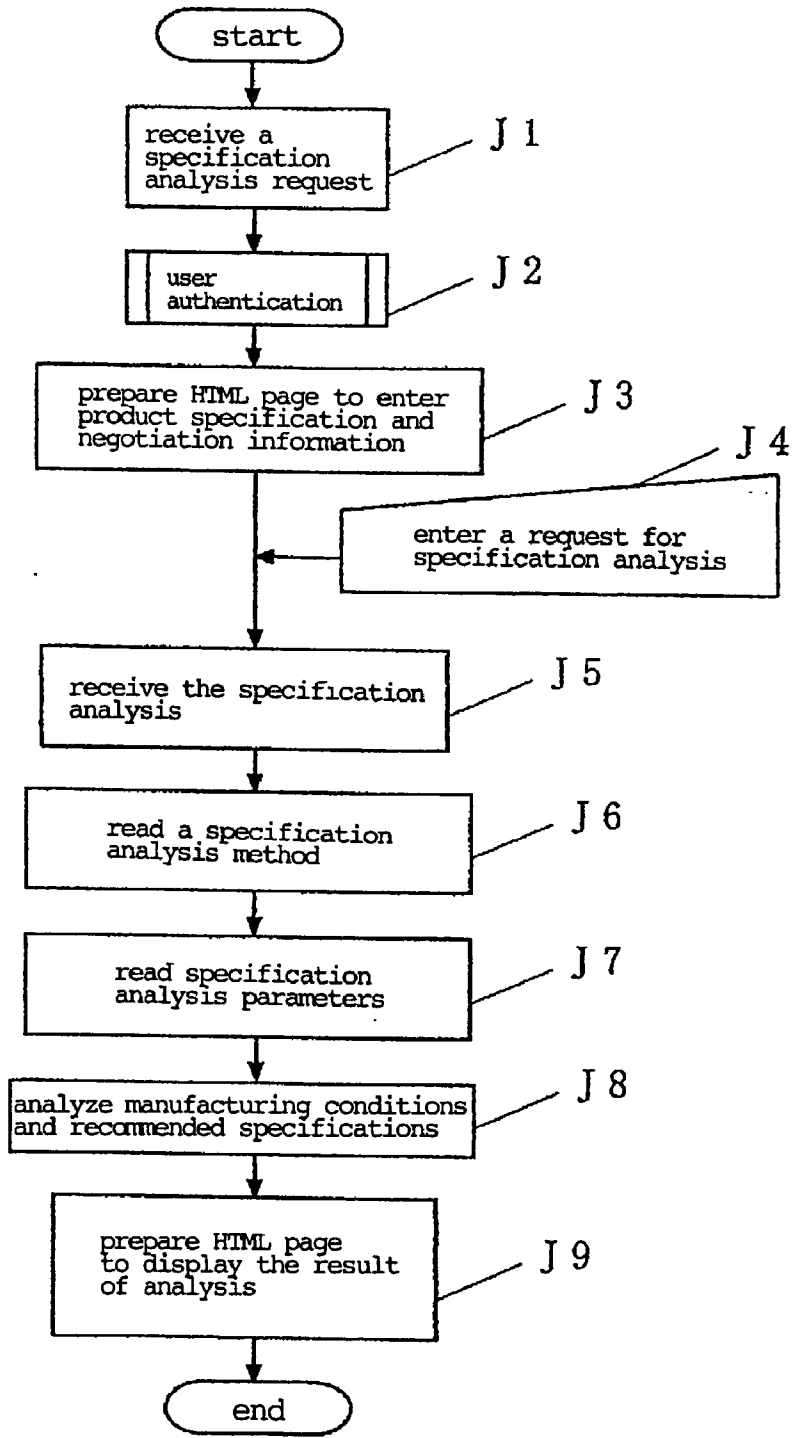 start
receive a
specification
analysis request
J 1
user
authentication
J 2
prepare HTML page to enter
product specification and
negotiation information
J 3
J 4
enter a request for
specification analysis
receive the specification
analysis
J 5
read a specification
analysis method
J 6
read specification
analysis parameters
J 7
analyze manufacturing conditions
and recommended specifications
J 8
prepare HTML page
to display the result
of analysis
J 9
end